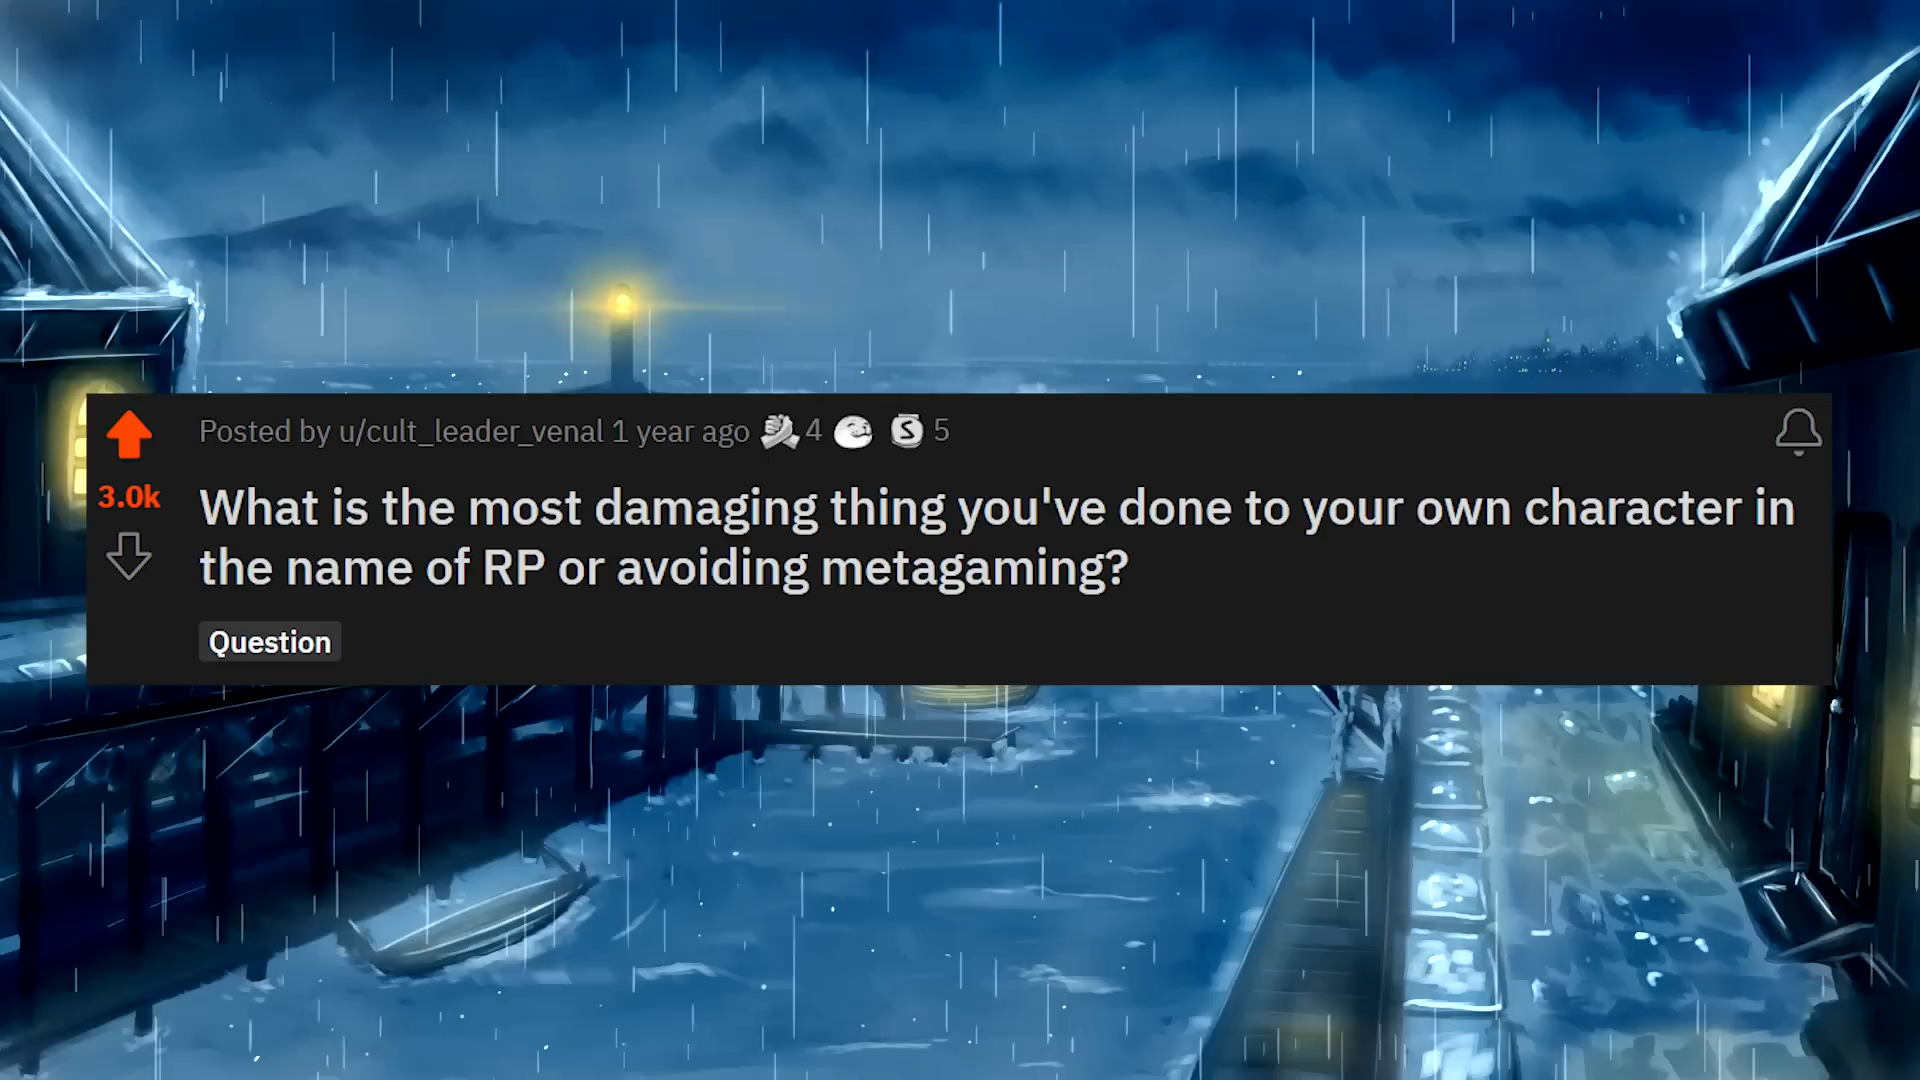 Posted by u/cult_leader_venal 1 year ago 4 S 5
3.0k
What is the most damaging thing you've done to your own character in
the name of RP or avoiding metagaming?
Question